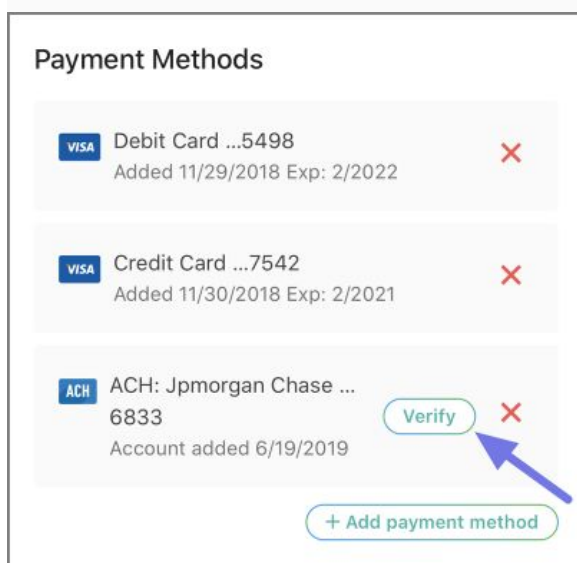 Payment Methods
VISA
Debit Card ...5498
Added 11/29/2018 Exp: 2/2022
VISA
Credit Card ...7542
Added 11/30/2018 Exp: 2/2021
ACH
ACH: Jpmorgan Chase ...
6833
Verify
Account added 6/19/2019
+ Add payment method